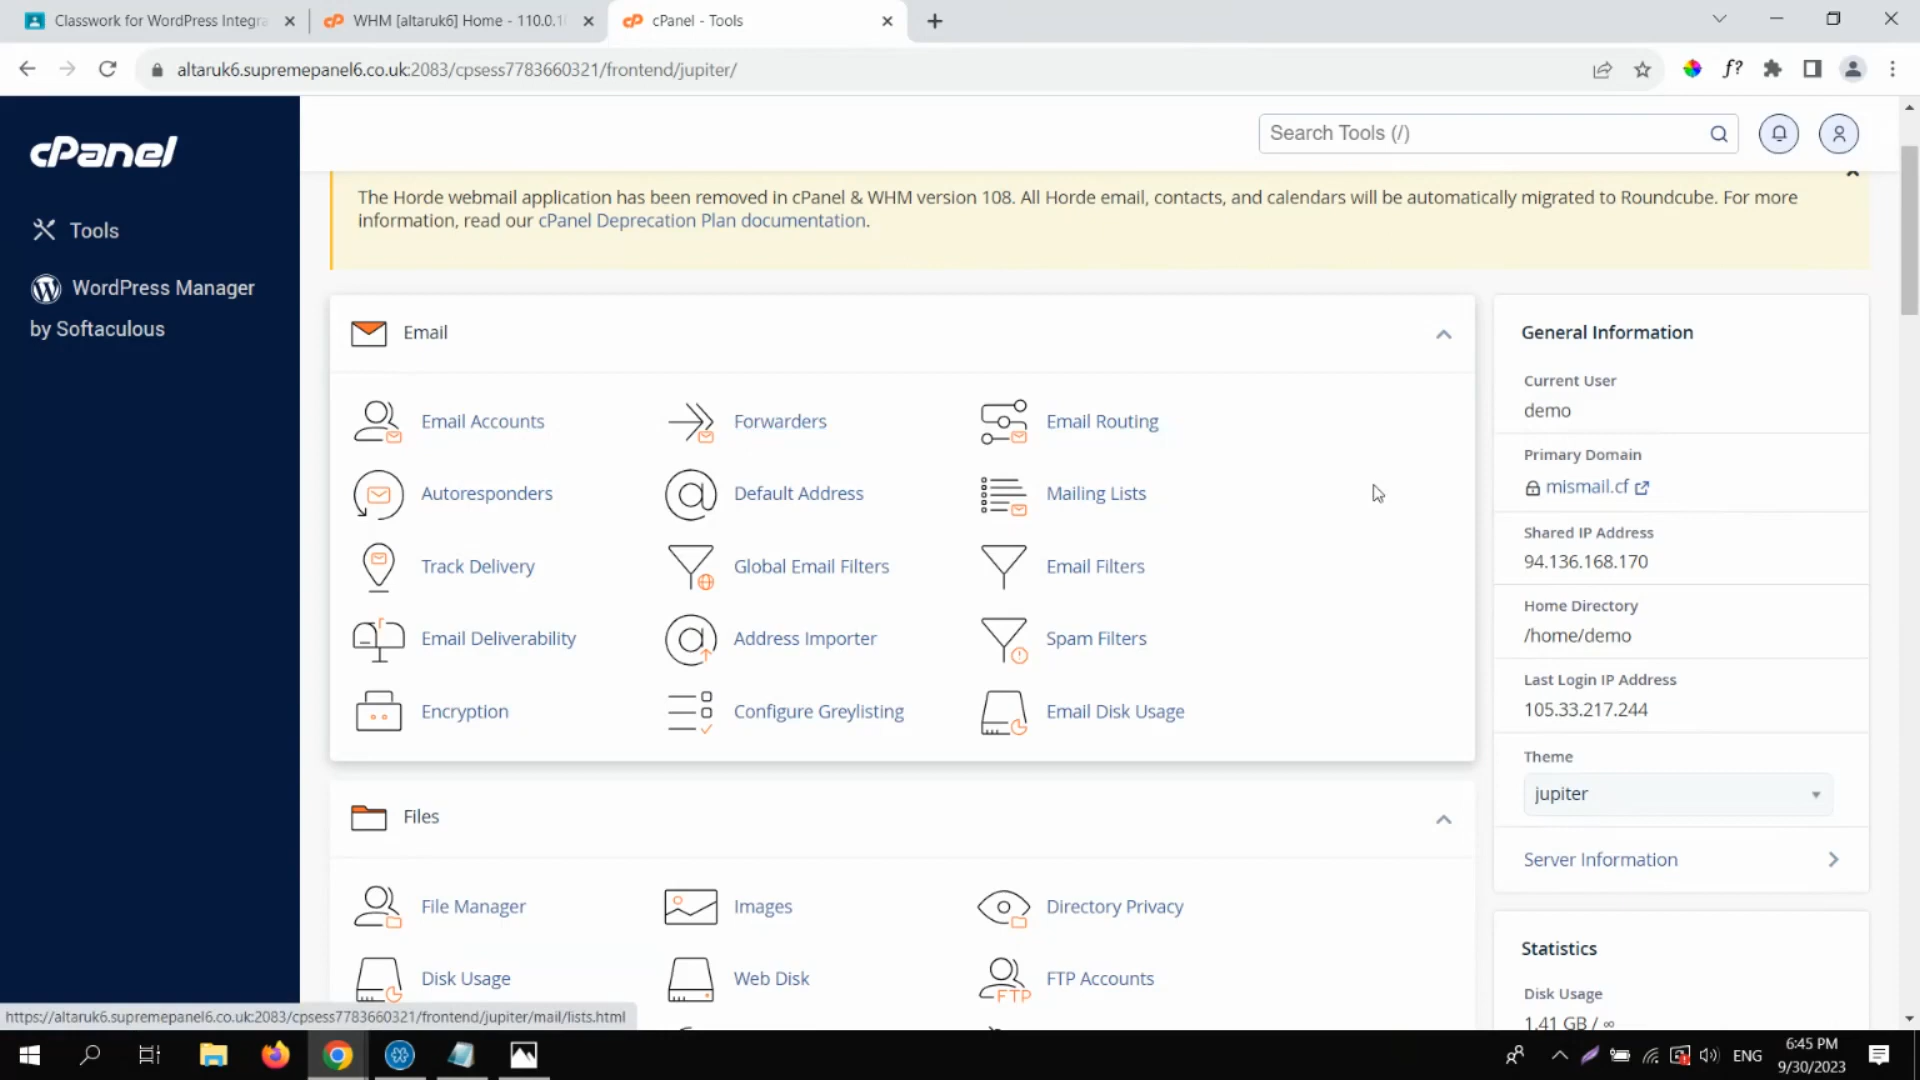 Classwork for WordPress Integra
WHM [altaruk6] Home - 110.0.1
cPanel - Tools
altaruk6.supremepanel6.co.uk:2083/cpsess7783660321/frontend/jupiter/
f?
cPanel
Search Tools (/)
Tools
WordPress Manager
by Softaculous
The Horde webmail application has been removed in cPanel & WHM version 108. All Horde email, contacts, and calendars will be automatically migrated to Roundcube. For more
information, read our cPanel Deprecation Plan documentation.
Email
Email Accounts
Forwarders
Email Routing
Autoresponders
Default Address
Mailing Lists
Track Delivery
Global Email Filters
Email Filters
Email Deliverability
Address Importer
Spam Filters
Encryption
Configure Greylisting
Email Disk Usage
Files
File Manager
Images
Directory Privacy
Disk Usage
Web Disk
FTP
FTP Accounts
General Information
Current User
demo
Primary Domain
mismail.cf
Shared IP Address
94.136.168.170
Home Directory
/home/demo
Last Login IP Address
105.33.217.244
Theme
jupiter
Server Information
Statistics
Disk Usage
1.41 GB / ∞
https://altaruk6.supremepanel6.co.uk:2083/cpsess7783660321/frontend/jupiter/mail/lists.html
ENG
6:45 PM
9/30/2023